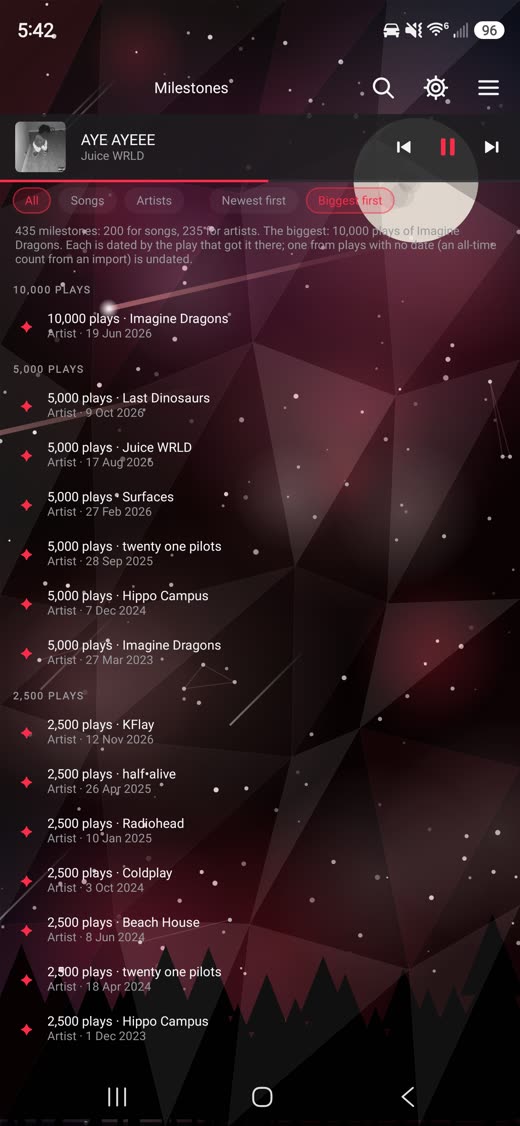 5:42
6
96
Milestones
AYE AYEEE
Juice WRLD
All
Songs
Artists
Newest first
Biggest first
435 milestones: 200 for songs, 235 for artists. The biggest: 10,000 plays of Imagine
Dragons. Each is dated by the play that got it there; one from plays with no date (an all-time
count from an import) is undated.
10,000 PLAYS
10,000 plays · Imagine Dragons
Artist · 19 Jun 2026
5,000 PLAYS
5,000 plays · Last Dinosaurs
Artist · 9 Oct 2026
5,000 plays · Juice WRLD
Artist · 17 Aug 2026
5,000 plays · Surfaces
Artist · 27 Feb 2026
5,000 plays · twenty one pilots
Artist · 28 Sep 2025
5,000 plays · Hippo Campus
Artist · 7 Dec 2024
5,000 plays · Imagine Dragons
Artist · 27 Mar 2023
2,500 PLAYS
2,500 plays · KFlay
Artist · 12 Nov 2026
2,500 plays · half•alive
Artist · 26 Apr 2025
2,500 plays · Radiohead
Artist · 10 Jan 2025
2,500 plays · Coldplay
Artist · 3 Oct 2024
2,500 plays · Beach House
Artist · 8 Jun 2024
2,500 plays · twenty one pilots
Artist · 18 Apr 2024
2,500 plays · Hippo Campus
Artist · 1 Dec 2023